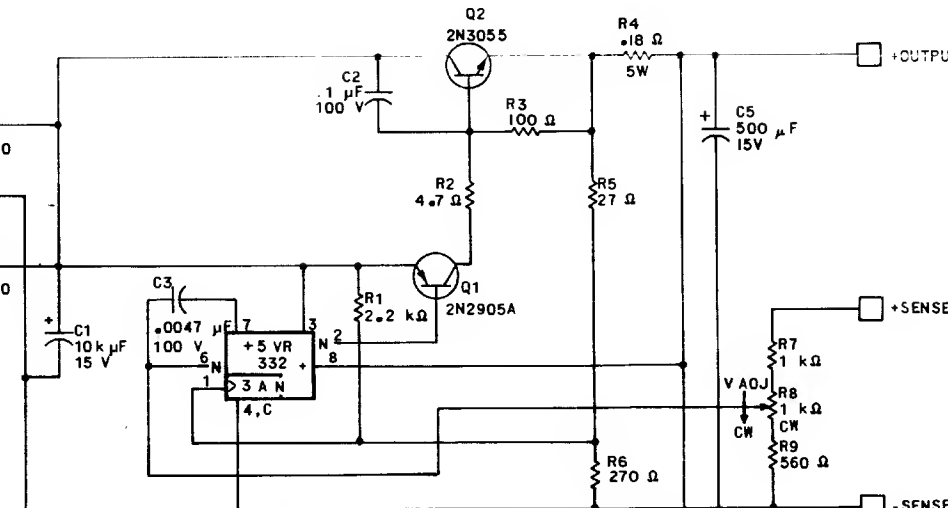 Q2
2N3055
R4
.18 Ω
5W
+OUTPU
C2
.1 µF
100 V
R3
100 Ω
C5
+
500 µF
15V
0
R2
4.7 Ω
R5
27 Ω
0
C3
.0047 µF
100 V
R1
2.2 kΩ
Q1
2N2905A
+SENSE
+
C1
10k µF
15 V
7
3
+5 VR
N 2
332
+
8
6 N
1
3 A N
4,C
R7
1 kΩ
V ADJ
R8
1 kΩ
CW
CW
R9
560 Ω
R6
270 Ω
-SENSE